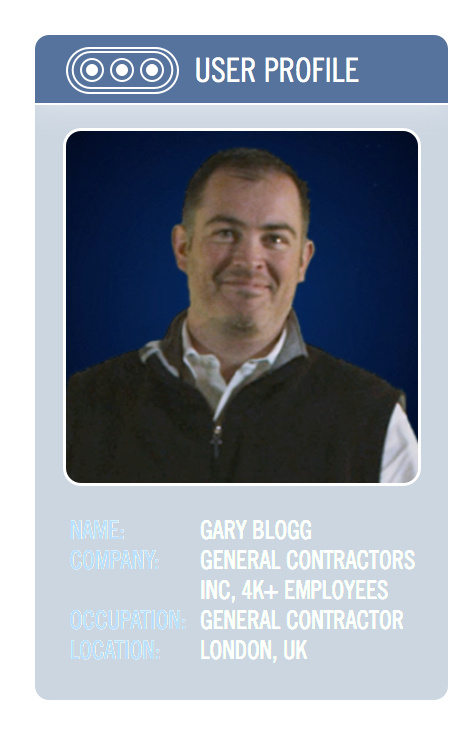 USER PROFILE
NAME: GARY BLOGG
COMPANY: GENERAL CONTRACTORS
INC, 4K+ EMPLOYEES
OCCUPATION: GENERAL CONTRACTOR
LOCATION: LONDON, UK